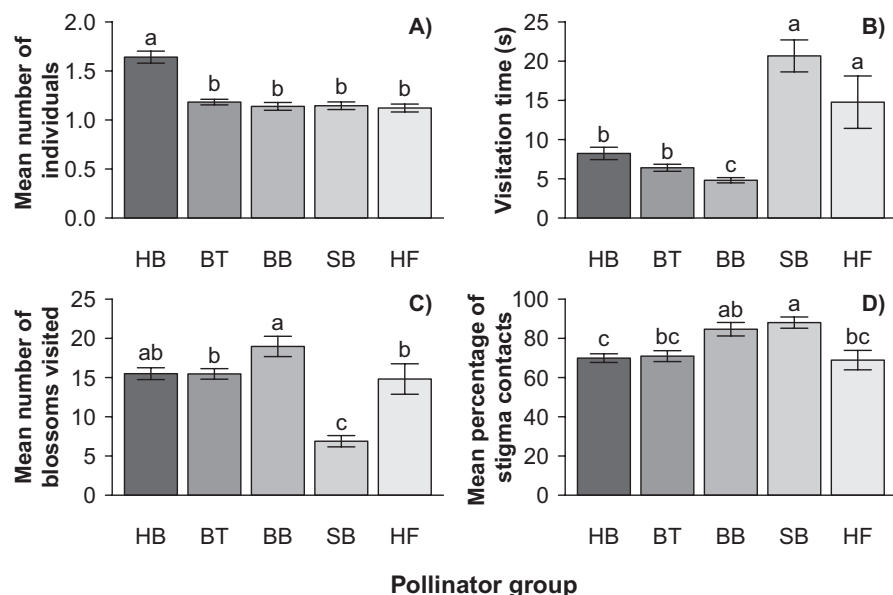 A)
Mean number of
individuals
2.0
1.5
1.0
0.5
0.0
a
b
b
b
b
HB BT BB SB HF
B)
Visitation time (s)
25
20
15
10
5
0
b
b
c
a
a
HB BT BB SB HF
C)
Mean number of
blossoms visited
25
20
15
10
5
0
ab
b
a
c
b
HB BT BB SB HF
D)
Mean percentage of
stigma contacts
100
80
60
40
20
0
c
bc
ab
a
bc
HB BT BB SB HF
Pollinator group